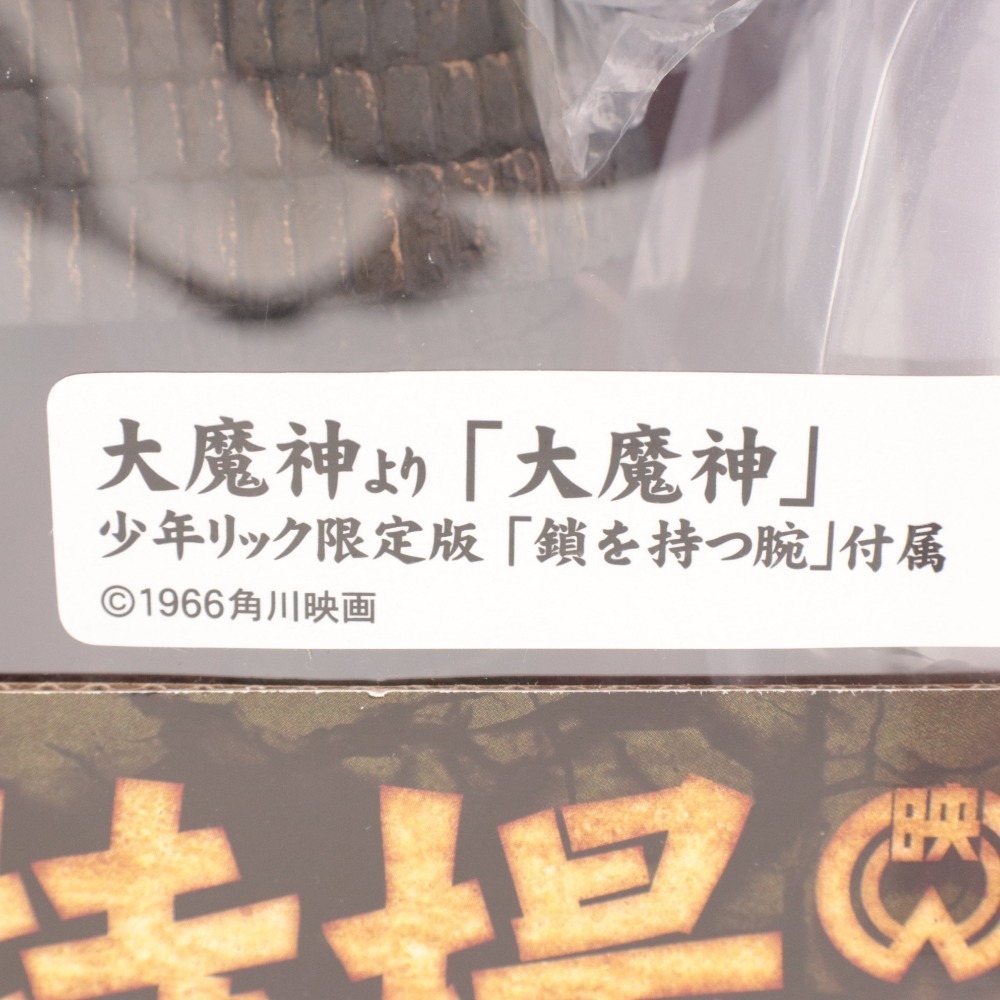 大魔神より「大魔神」
少年リック限定版「鎖を持つ腕」付属
©1966角川映画
映